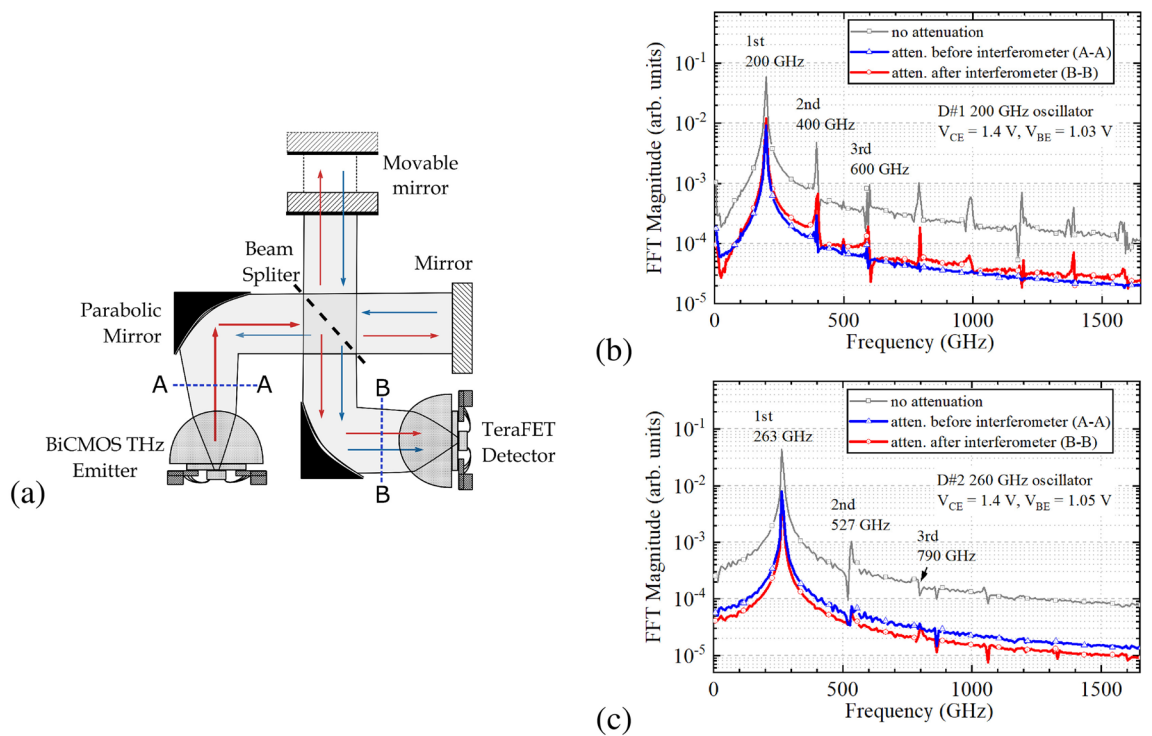 Movable
mirror
Beam
Spliter
Mirror
Parabolic
Mirror
A
A
B
B
BiCMOS THz
Emitter
TeraFET
Detector
(a)
FFT Magnitude (arb. units)
10⁻¹
10⁻²
10⁻³
10⁻⁴
10⁻⁵
no attenuation
atten. before interferometer (A-A)
atten. after interferometer (B-B)
1st
200 GHz
2nd
400 GHz
3rd
600 GHz
D#1 200 GHz oscillator
V_CE = 1.4 V, V_BE = 1.03 V
0 500 1000 1500
Frequency (GHz)
(b)
FFT Magnitude (arb. units)
10⁻¹
10⁻²
10⁻³
10⁻⁴
10⁻⁵
no attenuation
atten. before interferometer (A-A)
atten. after interferometer (B-B)
1st
263 GHz
2nd
527 GHz
3rd
790 GHz
D#2 260 GHz oscillator
V_CE = 1.4 V, V_BE = 1.05 V
0 500 1000 1500
Frequency (GHz)
(c)